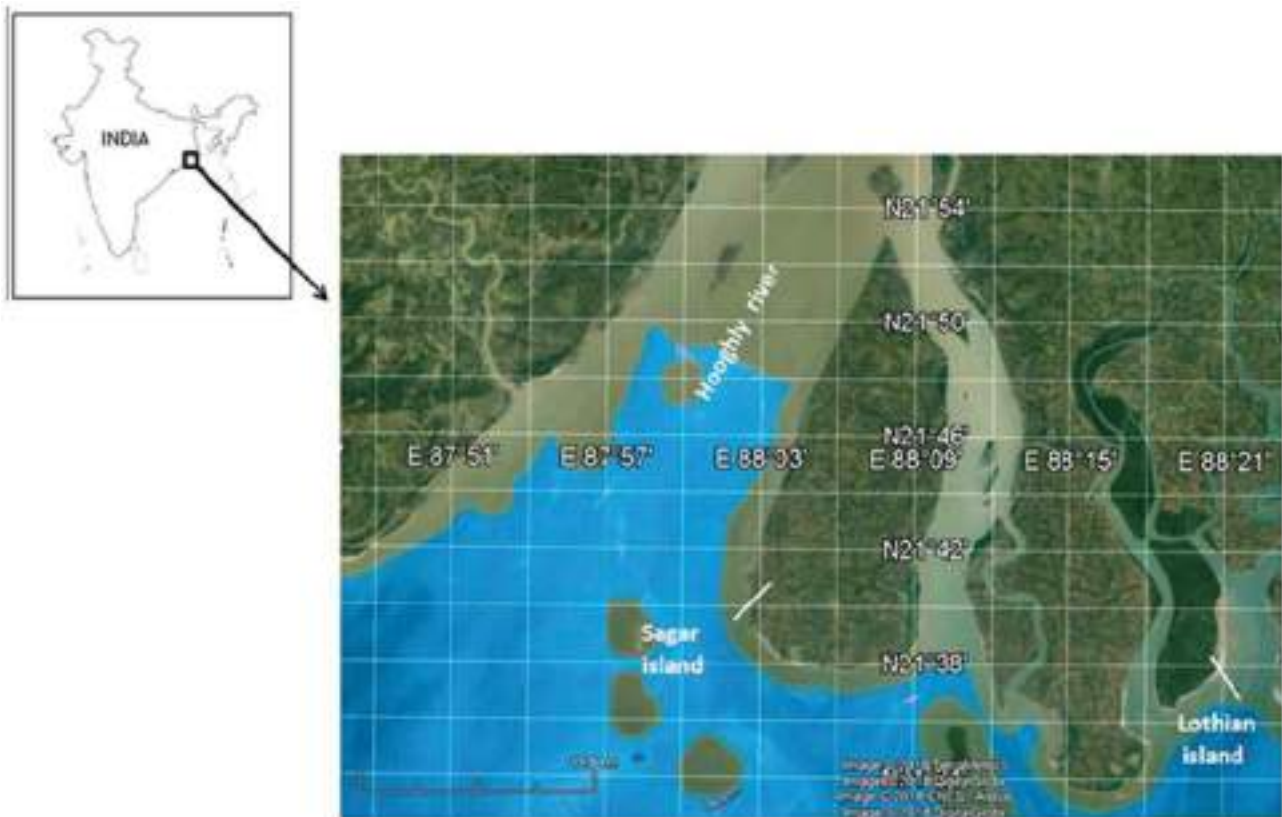 INDIA
N21°54'
Hooghly river
N21°50'
N21°46'
E 87°51' E 87°57' E 88°03' E 88°09' E 88°15' E 88°21'
N21°42'
Sagar
island
N21°38'
Lothian
island